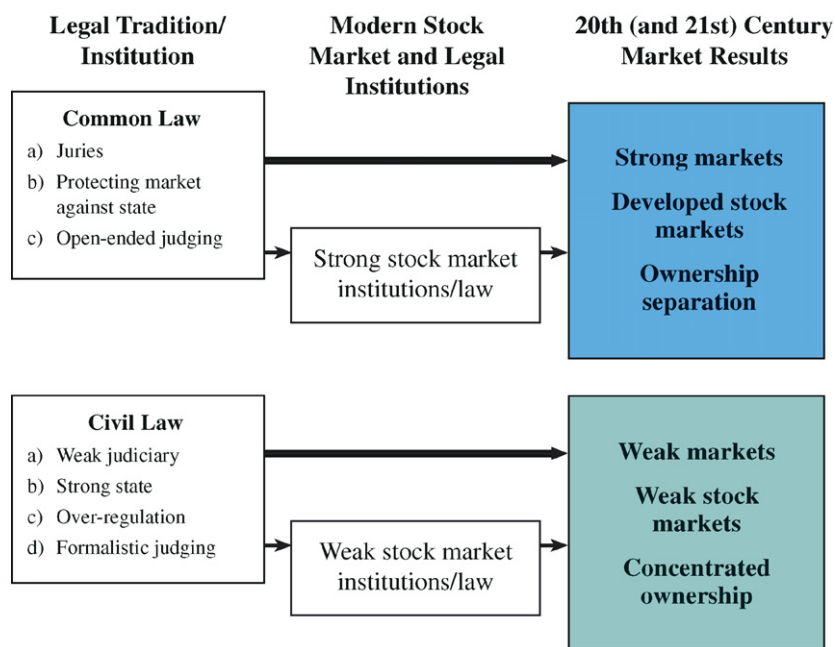 Legal Tradition/
Institution
Modern Stock
Market and Legal
Institutions
20th (and 21st) Century
Market Results
Common Law
a) Juries
b) Protecting market
against state
c) Open-ended judging
Strong stock market
institutions/law
Strong markets
Developed stock
markets
Ownership
separation
Civil Law
a) Weak judiciary
b) Strong state
c) Over-regulation
d) Formalistic judging
Weak stock market
institutions/law
Weak markets
Weak stock
markets
Concentrated
ownership